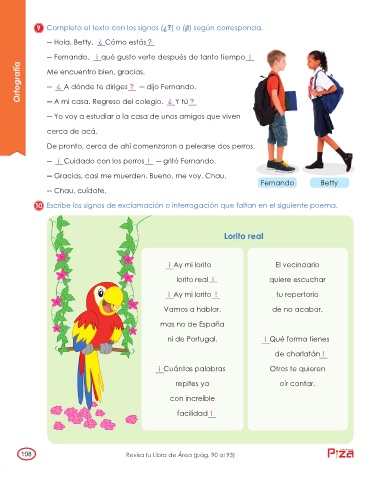 Ortografía
9 Completa el texto con los signos (¿?) o (¡!) según corresponda.
— Hola, Betty. ¿ Cómo estás ?
— Fernando, ¡ qué gusto verte después de tanto tiempo !
Me encuentro bien, gracias.
— ¿ A dónde te diriges ? — dijo Fernando.
— A mi casa. Regreso del colegio. ¿ Y tú ?
— Yo voy a estudiar a la casa de unos amigos que viven
cerca de acá.
De pronto, cerca de ahí comenzaron a pelearse dos perros.
— ¡ Cuidado con los perros ! — gritó Fernando.
— Gracias, casi me muerden. Bueno, me voy. Chau.
— Chau, cuídate.
Fernando
Betty
10 Escribe los signos de exclamación o interrogación que faltan en el siguiente poema.
Lorito real
¡ Ay mi lorito
lorito real !
¡ Ay mi lorito !
Vamos a hablar,
mas no de España
ni de Portugal.
¡ Cuántas palabras
repites ya
con increíble
facilidad !
El vecindario
quiere escuchar
tu repertorio
de no acabar.
¡ Qué forma tienes
de charlatán !
Otros te quieren
oír cantar.
108
Revisa tu Libro de Área (pág. 90 al 93)
Piza